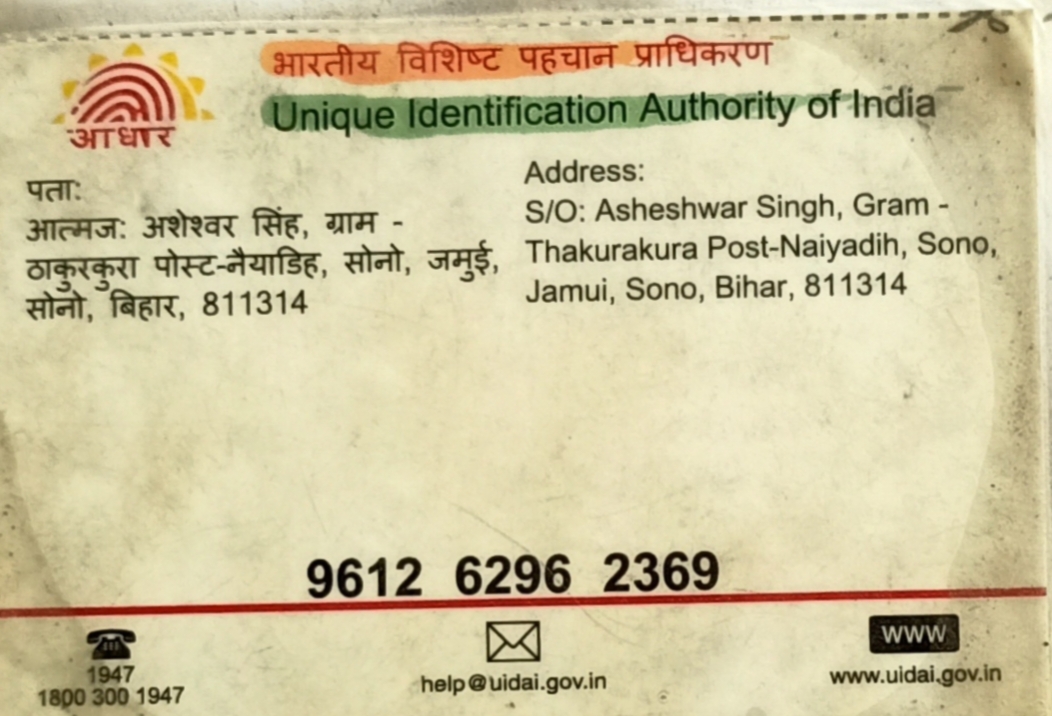 भारतीय विशिष्ट पहचान प्राधिकरण
Unique Identification Authority of India
आधार
पता:
आत्मज: अशेश्वर सिंह, ग्राम -
ठाकुरकुरा पोस्ट-नैयाडिह, सोनो, जमुई,
सोनो, बिहार, 811314
Address:
S/O: Asheshwar Singh, Gram -
Thakurakura Post-Naiyadih, Sono,
Jamui, Sono, Bihar, 811314
9612 6296 2369
1947
1800 300 1947
help@uidai.gov.in
WWW
www.uidai.gov.in